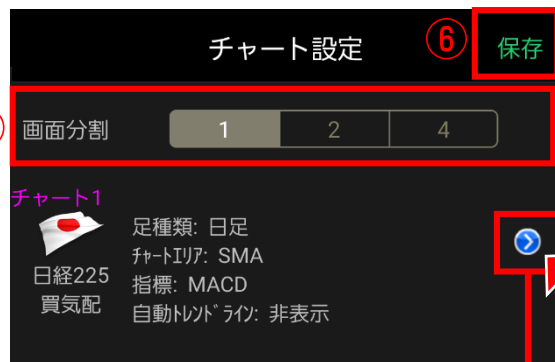 チャート設定 ⑥ 保存
画面分割 1 2 4
チャート1
日経225
買気配
足種類: 日足
ﾁｬｰﾄｴﾘｱ: SMA
指標: MACD
自動ﾄﾚﾝﾄﾞﾗｲﾝ: 非表示